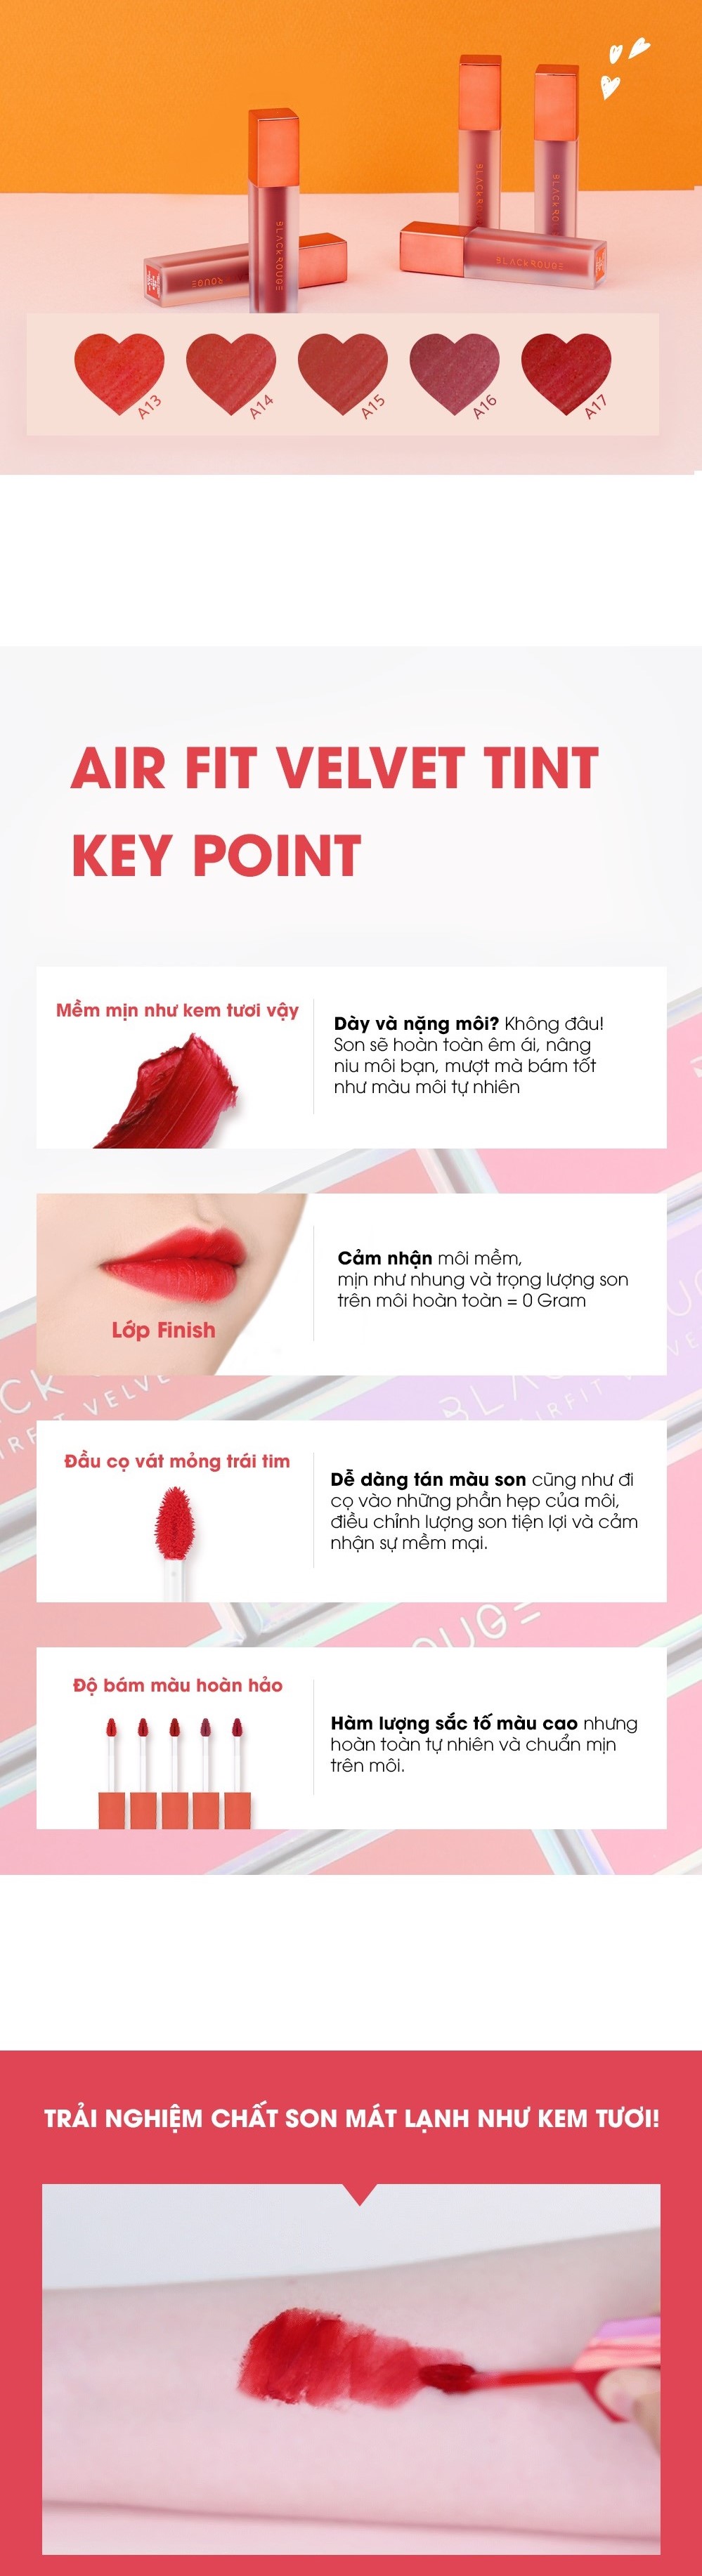 BLACKROUGE
BLACKROUGE
BLACKROUGE
ROUGE
BLACKROUGE
A13
A14
A15
A16
A17
AIR FIT VELVET TINT
KEY POINT
Mềm mịn như kem tươi vậy
Dày và nặng môi? Không đâu!
Son sẽ hoàn toàn êm ái, nâng
niu môi bạn, mượt mà bám tốt
như màu môi tự nhiên
Lớp Finish
Cảm nhận môi mềm,
mịn như nhung và trọng lượng son
trên môi hoàn toàn = 0 Gram
Đầu cọ vát mỏng trái tim
Dễ dàng tán màu son cũng như đi
cọ vào những phần hẹp của môi,
điều chỉnh lượng son tiện lợi và cảm
nhận sự mềm mại.
Độ bám màu hoàn hảo
Hàm lượng sắc tố màu cao nhưng
hoàn toàn tự nhiên và chuẩn mịn
trên môi.
TRẢI NGHIỆM CHẤT SON MÁT LẠNH NHƯ KEM TƯƠI!